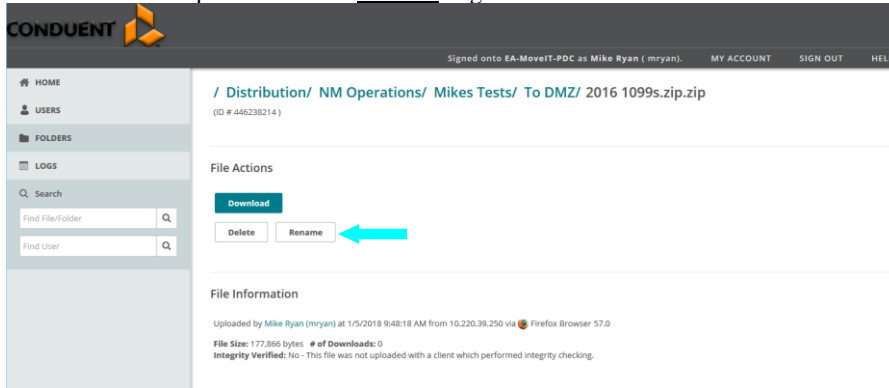 CONDUENT
Signed onto EA-MoveIT-PDC as Mike Ryan ( mryan). MY ACCOUNT SIGN OUT
HOME
USERS
FOLDERS
LOGS
Search
Find File/Folder
Find User
/ Distribution/ NM Operations/ Mikes Tests/ To DMZ/ 2016 1099s.zip.zip
(ID # 446238214 )
File Actions
Download
Delete Rename
File Information
Uploaded by Mike Ryan (mryan) at 1/5/2018 9:48:18 AM from 10.220.39.250 via Firefox Browser 57.0
File Size: 177,866 bytes # of Downloads: 0
Integrity Verified: No - This file was not uploaded with a client which performed integrity checking.